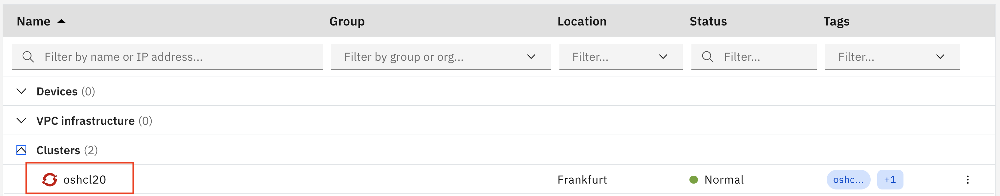 Name Group Location Status Tags
Filter by name or IP address... Filter by group or org... Filter... Filter... Filter...
Devices (0)
VPC infrastructure (0)
Clusters (2)
oshcl20 Frankfurt Normal oshc... +1